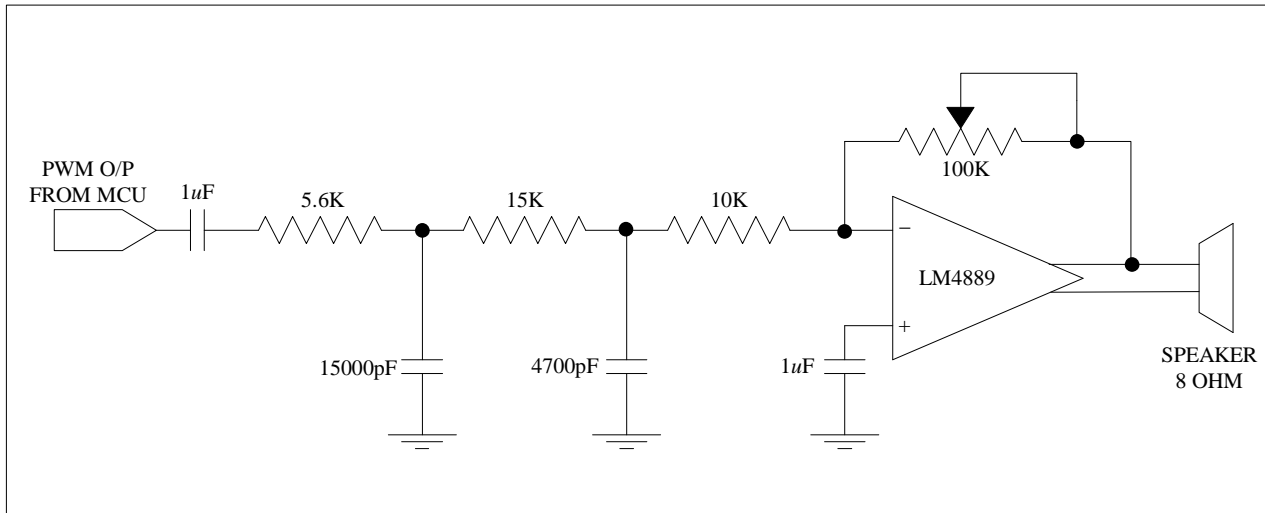 PWM O/P
FROM MCU
1uF
5.6K
15K
10K
100K
−
LM4889
+
15000pF
4700pF
1uF
SPEAKER
8 OHM